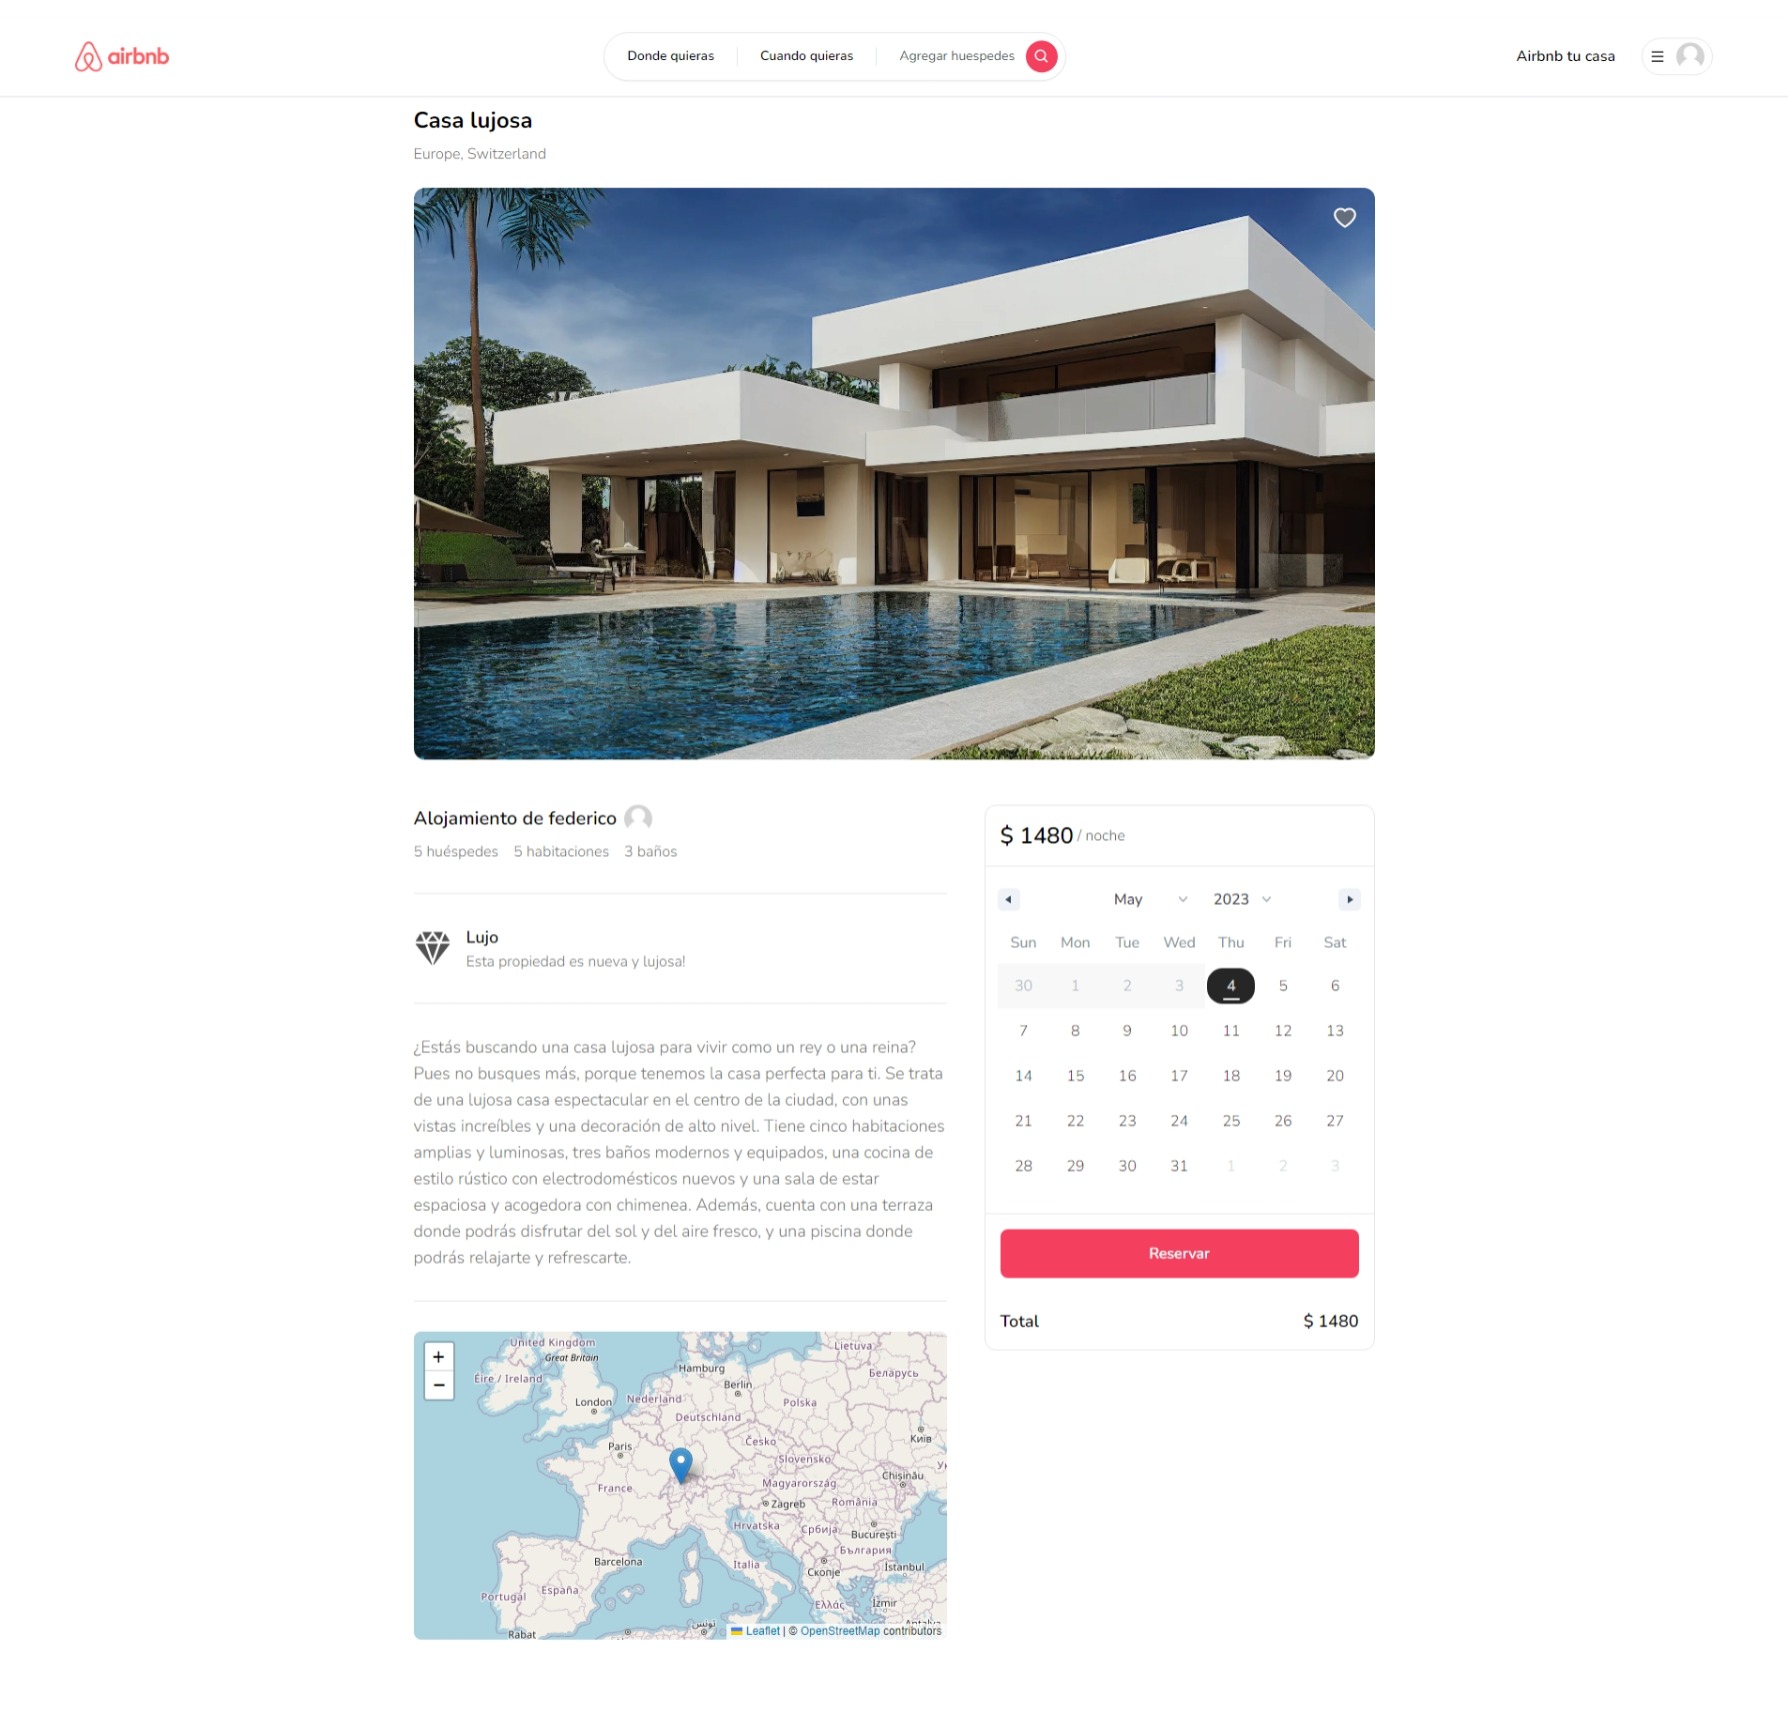 airbnb
Donde quieras
Cuando quieras
Agregar huespedes
Airbnb tu casa
Casa lujosa
Europe, Switzerland
Alojamiento de federico
5 huéspedes 5 habitaciones 3 baños
Lujo
Esta propiedad es nueva y lujosa!
¿Estás buscando una casa lujosa para vivir como un rey o una reina?
Pues no busques más, porque tenemos la casa perfecta para ti. Se trata
de una lujosa casa espectacular en el centro de la ciudad, con unas
vistas increíbles y una decoración de alto nivel. Tiene cinco habitaciones
amplias y luminosas, tres baños modernos y equipados, una cocina de
estilo rústico con electrodomésticos nuevos y una sala de estar
espaciosa y acogedora con chimenea. Además, cuenta con una terraza
donde podrás disfrutar del sol y del aire fresco, y una piscina donde
podrás relajarte y refrescarte.
+
−
United Kingdom
Great Britain
Éire / Ireland
London
Nederland
Hamburg
Berlin
Lietuva
Беларусь
Polska
Deutschland
Paris
Česko
Київ
Slovensko
Chișinău
France
Magyarország
Zagreb
România
Hrvatska
Србија
București
България
Barcelona
Italia
Скопје
İstanbul
Portugal
España
Ελλάς
İzmir
تونس
Rabat
Leaflet | © OpenStreetMap contributors
$ 1480 / noche
May 2023
Sun Mon Tue Wed Thu Fri Sat
30 1 2 3 4 5 6
7 8 9 10 11 12 13
14 15 16 17 18 19 20
21 22 23 24 25 26 27
28 29 30 31 1 2 3
Reservar
Total $ 1480